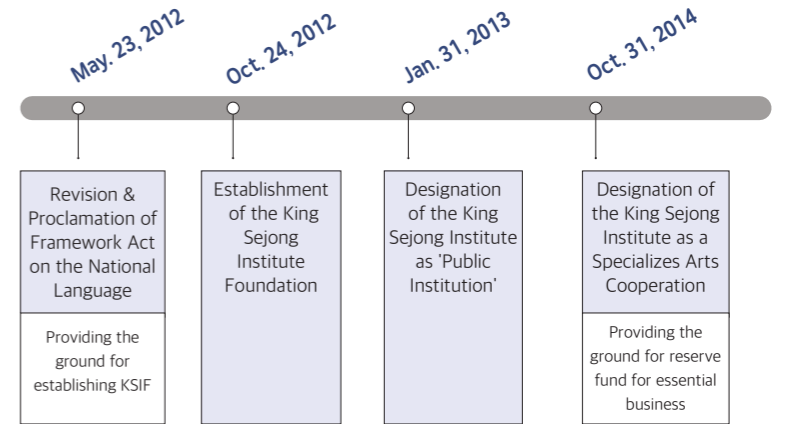 May. 23, 2012
Oct. 24, 2012
Jan. 31, 2013
Oct. 31, 2014
Revision &
Proclamation of
Framework Act
on the National
Language
Providing the
ground for
establishing KSIF
Establishment
of the King
Sejong
Institute
Foundation
Designation
of the King
Sejong Institute
as 'Public
Institution'
Designation of
the King Sejong
Institute as a
Specializes Arts
Cooperation
Providing the
ground for reserve
fund for essential
business